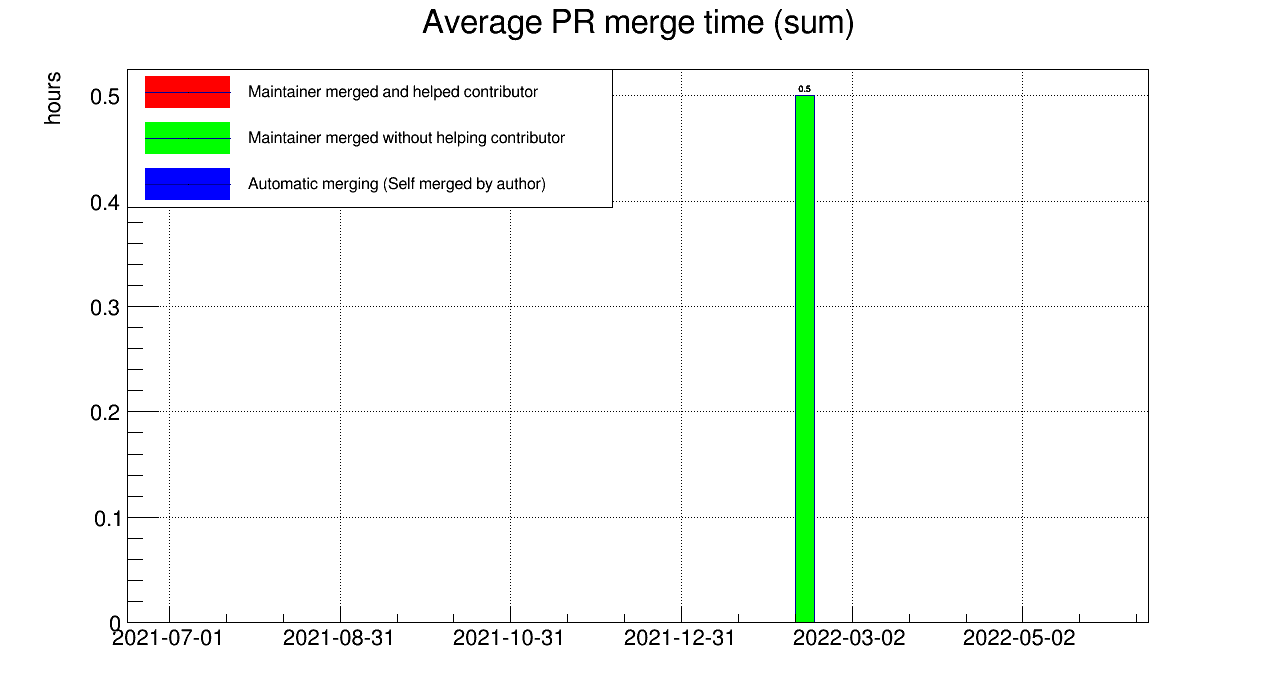 Average PR merge time (sum)
hours
Maintainer merged and helped contributor
Maintainer merged without helping contributor
Automatic merging (Self merged by author)
0.5
0.5
0.4
0.3
0.2
0.1
0
2021-07-01 2021-08-31 2021-10-31 2021-12-31 2022-03-02 2022-05-02